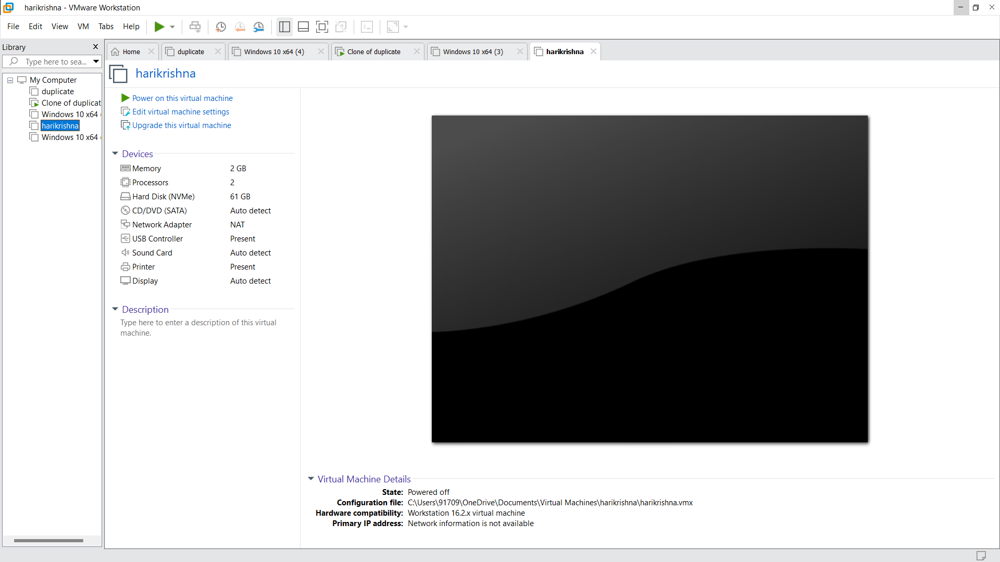 harikrishna - VMware Workstation
File Edit View VM Tabs Help
Library
Type here to sea...
Home duplicate Windows 10 x64 (4) Clone of duplicate Windows 10 x64 (3) harikrishna
My Computer
duplicate
Clone of duplicat
Windows 10 x64 (
harikrishna
Windows 10 x64 (
harikrishna
Power on this virtual machine
Edit virtual machine settings
Upgrade this virtual machine
Devices
Memory 2 GB
Processors 2
Hard Disk (NVMe) 61 GB
CD/DVD (SATA) Auto detect
Network Adapter NAT
USB Controller Present
Sound Card Auto detect
Printer Present
Display Auto detect
Description
Type here to enter a description of this virtual
machine.
Virtual Machine Details
State: Powered off
Configuration file: C:\Users\91709\OneDrive\Documents\Virtual Machines\harikrishna\harikrishna.vmx
Hardware compatibility: Workstation 16.2.x virtual machine
Primary IP address: Network information is not available